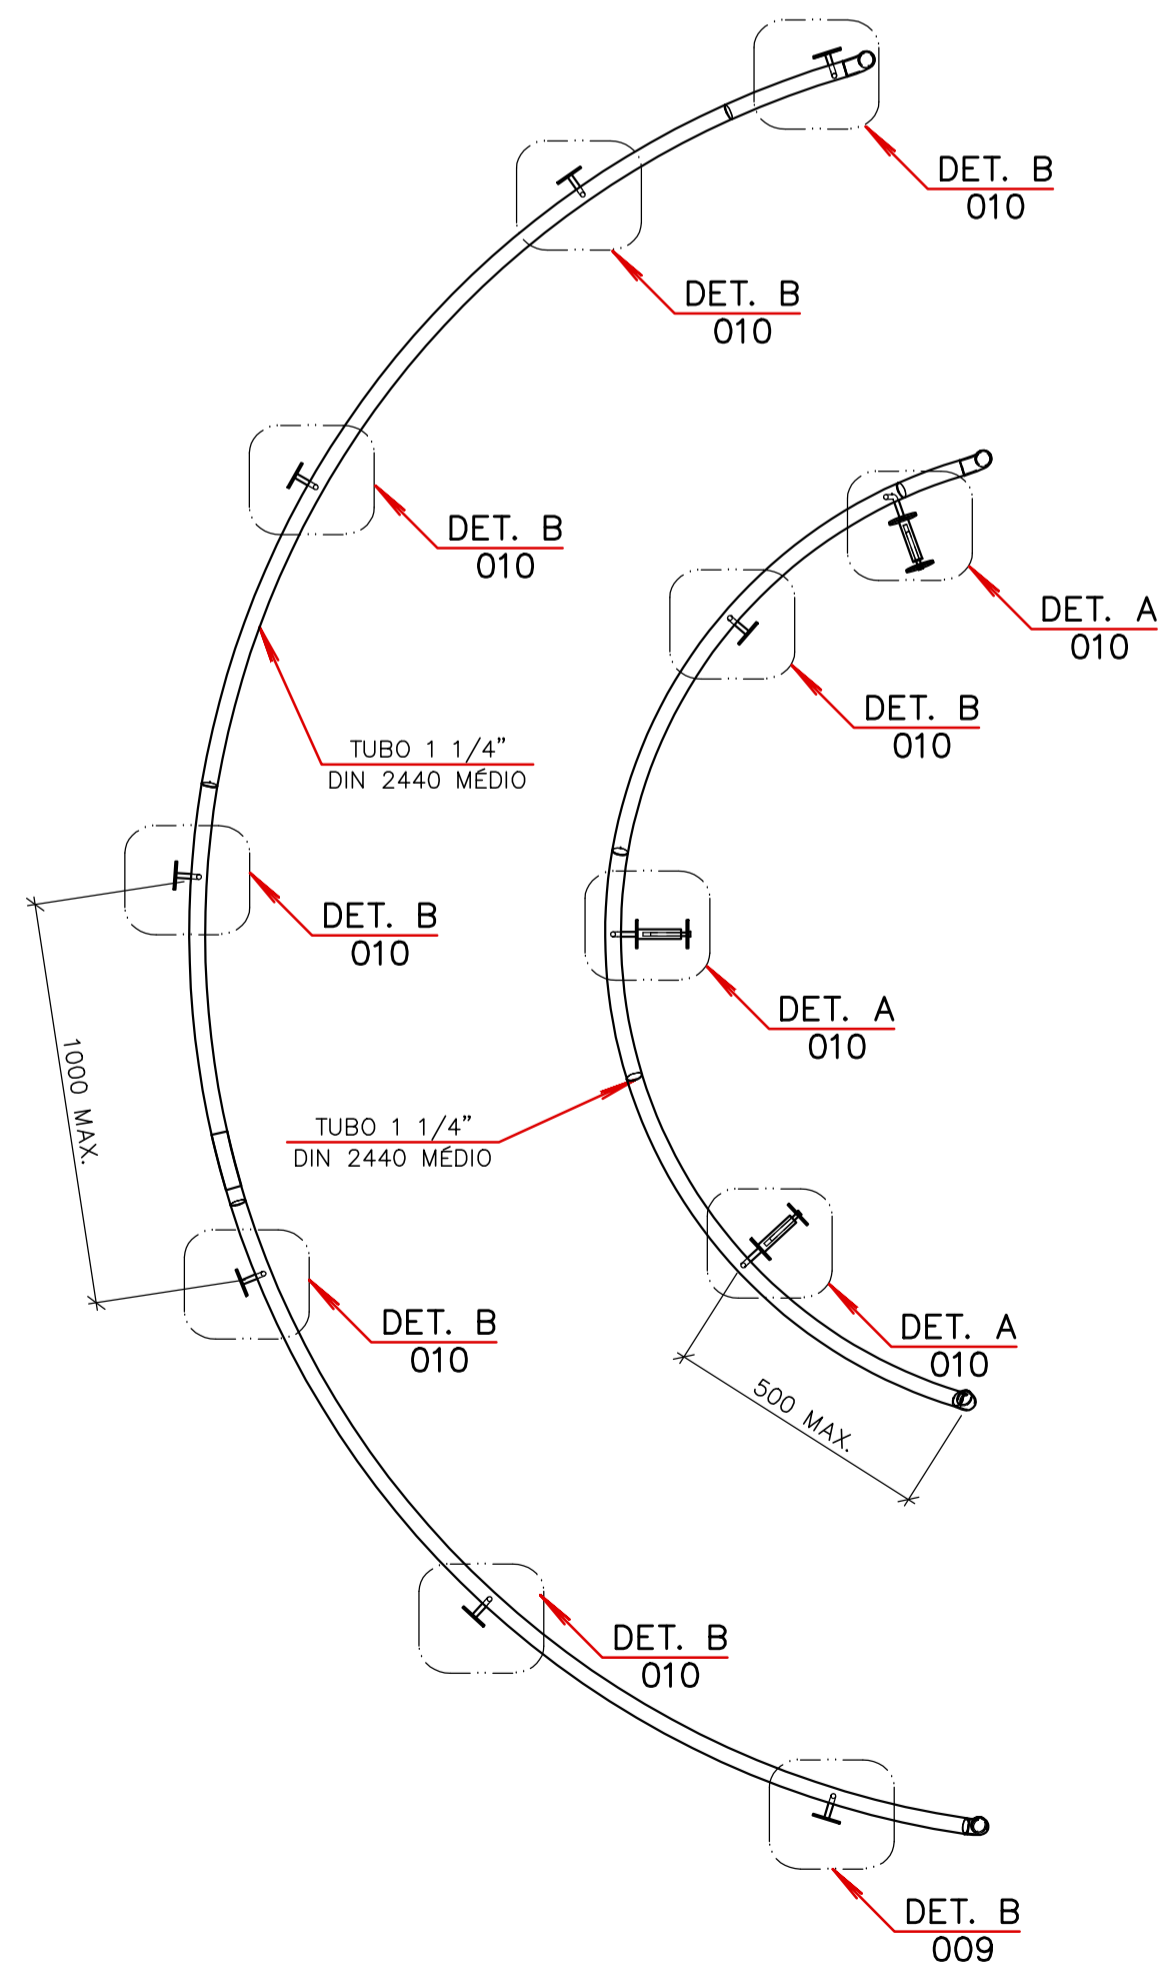 DET. B
010
DET. B
010
DET. B
010
DET. A
010
DET. B
010
TUBO 1 1/4”
DIN 2440 MÉDIO
DET. B
010
DET. A
010
1000 MAX.
TUBO 1 1/4”
DIN 2440 MÉDIO
DET. B
010
DET. A
010
500 MAX.
DET. B
010
DET. B
009